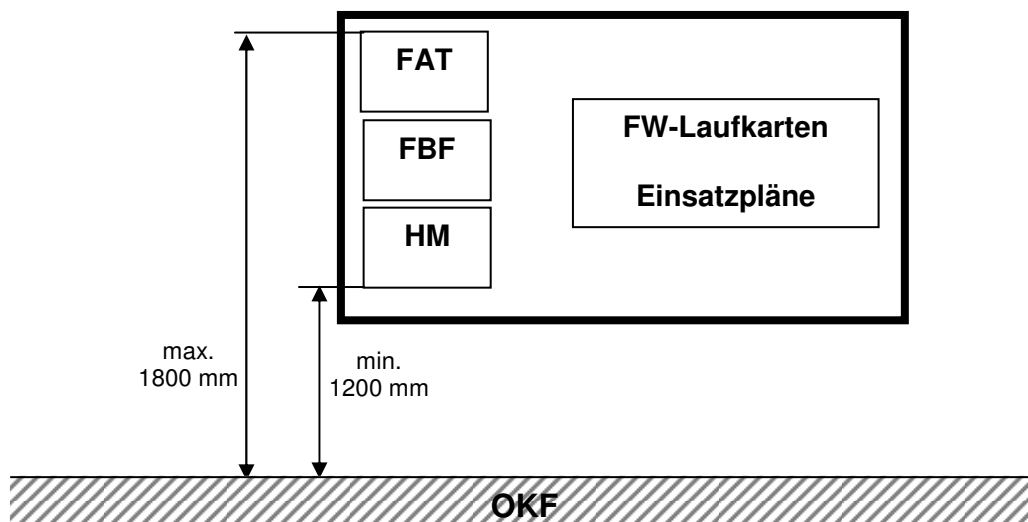 FAT
FBF
HM
FW-Laufkarten
Einsatzpläne
max.
1800 mm
min.
1200 mm
OKF